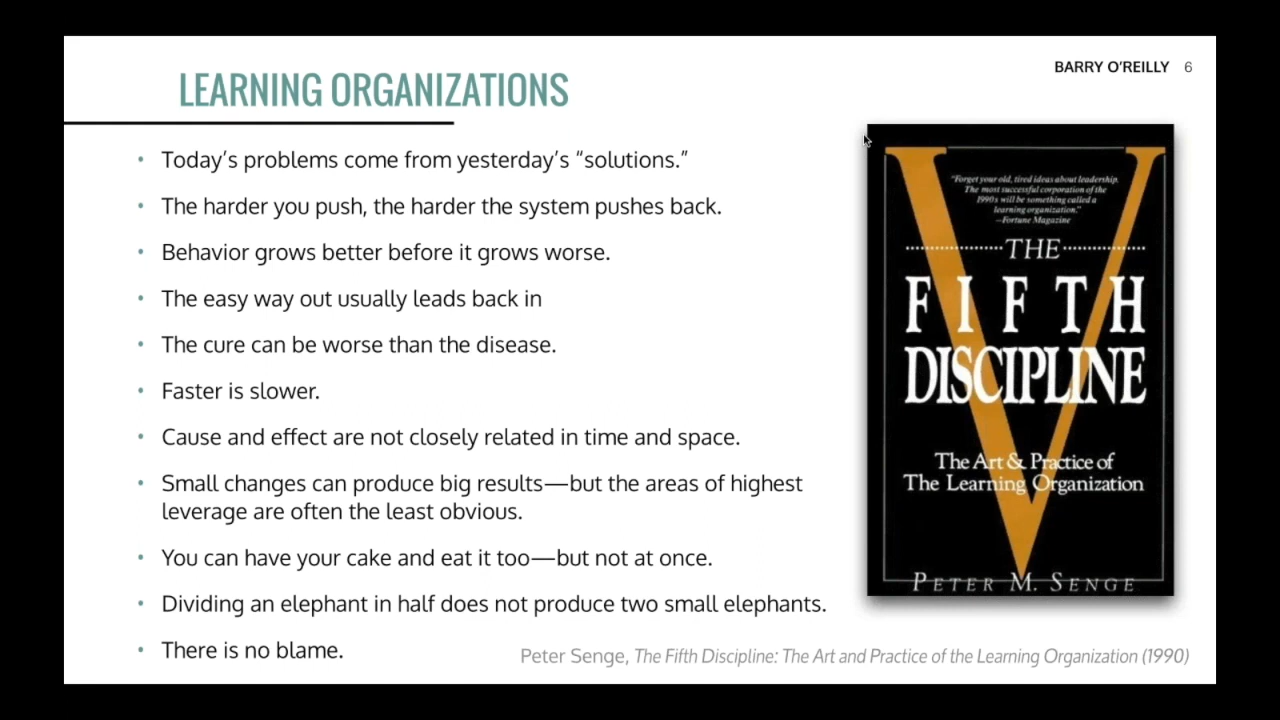 LEARNING ORGANIZATIONS
BARRY O'REILLY 6
• Today's problems come from yesterday's “solutions.”
• The harder you push, the harder the system pushes back.
• Behavior grows better before it grows worse.
• The easy way out usually leads back in
• The cure can be worse than the disease.
• Faster is slower.
• Cause and effect are not closely related in time and space.
• Small changes can produce big results—but the areas of highest
leverage are often the least obvious.
• You can have your cake and eat it too—but not at once.
• Dividing an elephant in half does not produce two small elephants.
• There is no blame.
"Forget your old, tired ideas about leadership.
The most successful corporation of the
1990s will be something called a
learning organization."
—Fortune Magazine
THE
FIFTH
DISCIPLINE
The Art & Practice of
The Learning Organization
PETER M. SENGE
Peter Senge, The Fifth Discipline: The Art and Practice of the Learning Organization (1990)